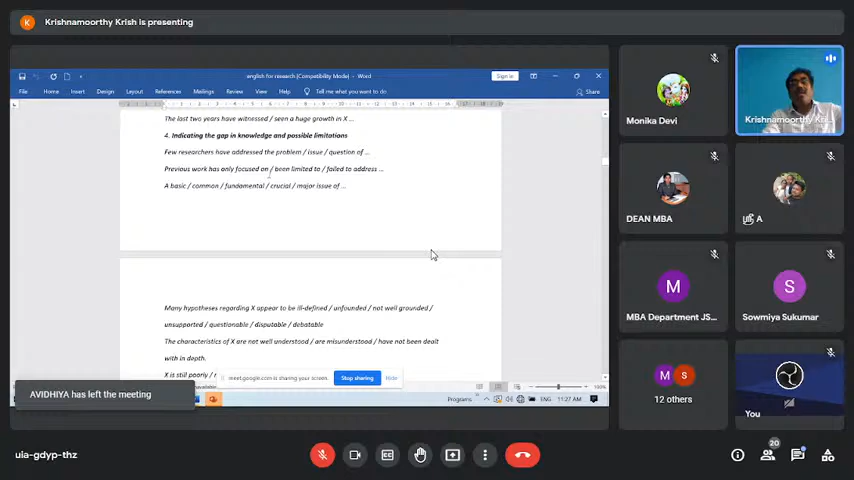 K Krishnamoorthy Krish is presenting
english for research [Compatibility Mode] - Word
Sign in
File Home Insert Design Layout References Mailings Review View Help Tell me what you want to do Share
The last two years have witnessed / seen a huge growth in X ...
4. Indicating the gap in knowledge and possible limitations
Few researchers have addressed the problem / issue / question of ...
Previous work has only focused on / been limited to / failed to address ...
A basic / common / fundamental / crucial / major issue of ...
Many hypotheses regarding X appear to be ill-defined / unfounded / not well grounded /
unsupported / questionable / disputable / debatable
The characteristics of X are not well understood / are misunderstood / have not been dealt
with in depth.
X is still poorly /
meet.google.com is sharing your screen. Stop sharing Hide
100%
AVIDHIYA has left the meeting
Programs ENG 11:27 AM
Monika Devi
Krishnamoorthy Kri...
DEAN MBA
ஸ்ரீ A
M
MBA Department JS...
S
Sowmiya Sukumar
M S
12 others
You
uia-gdyp-thz
20